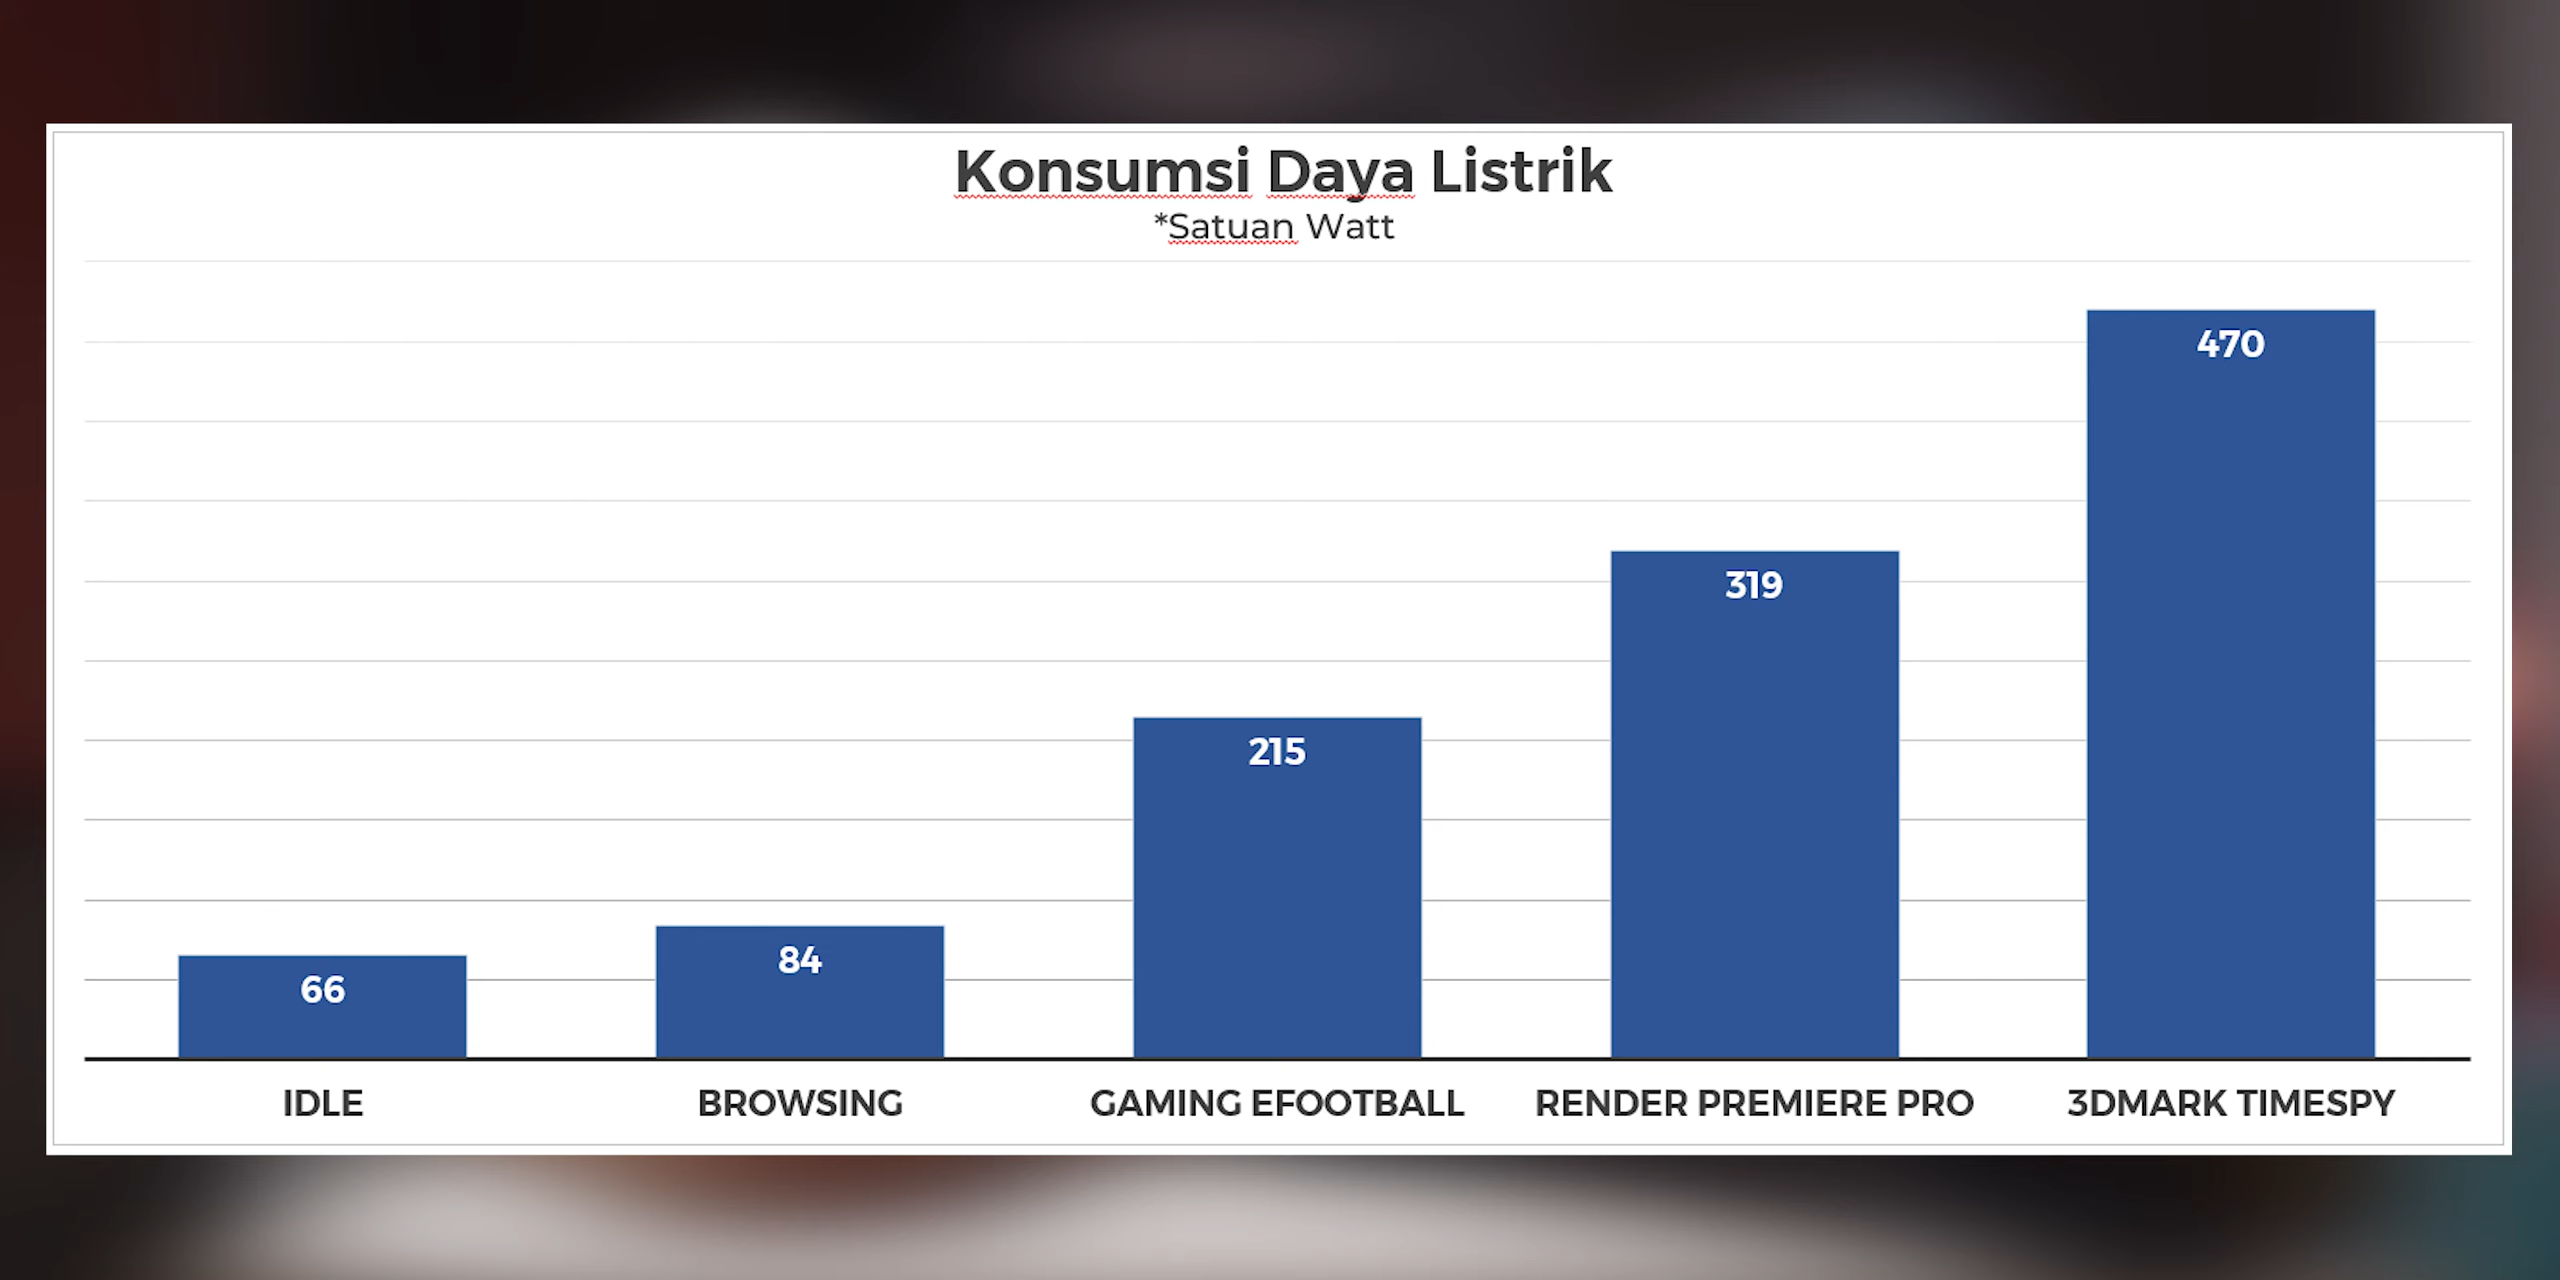 Konsumsi Daya Listrik
*Satuan Watt
470
319
215
84
66
IDLE
BROWSING
GAMING EFOOTBALL
RENDER PREMIERE PRO
3DMARK TIMESPY